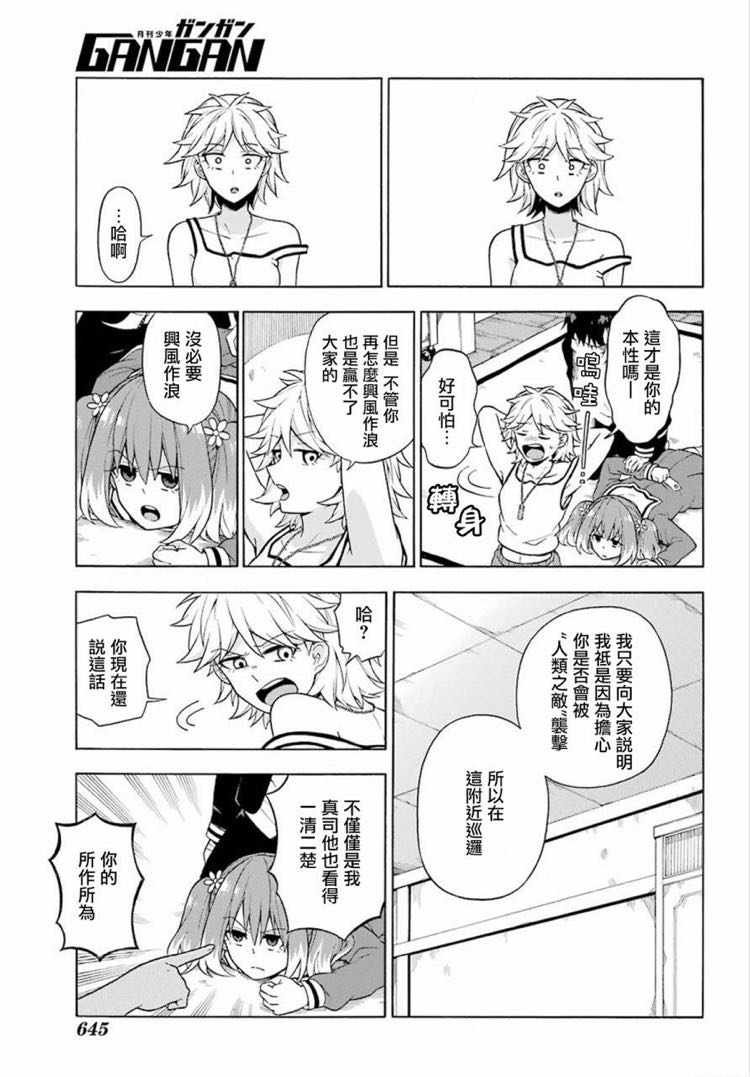 月刊少年
ガンガン
GANGAN
…哈啊
這才是你的
本性嗎—
嗚哇……
好可怕…
轉身
但是 不管你
再怎麼興風作浪
也是贏不了
大家的
沒必要
興風作浪
我只要向大家説明
我祗是因為擔心
你是否會被
"人類之敵"襲擊
所以在
這附近巡邏
哈?
你現在還
説這話
不僅僅是我
真司他也看得
一清二楚
你的
所作所為
645